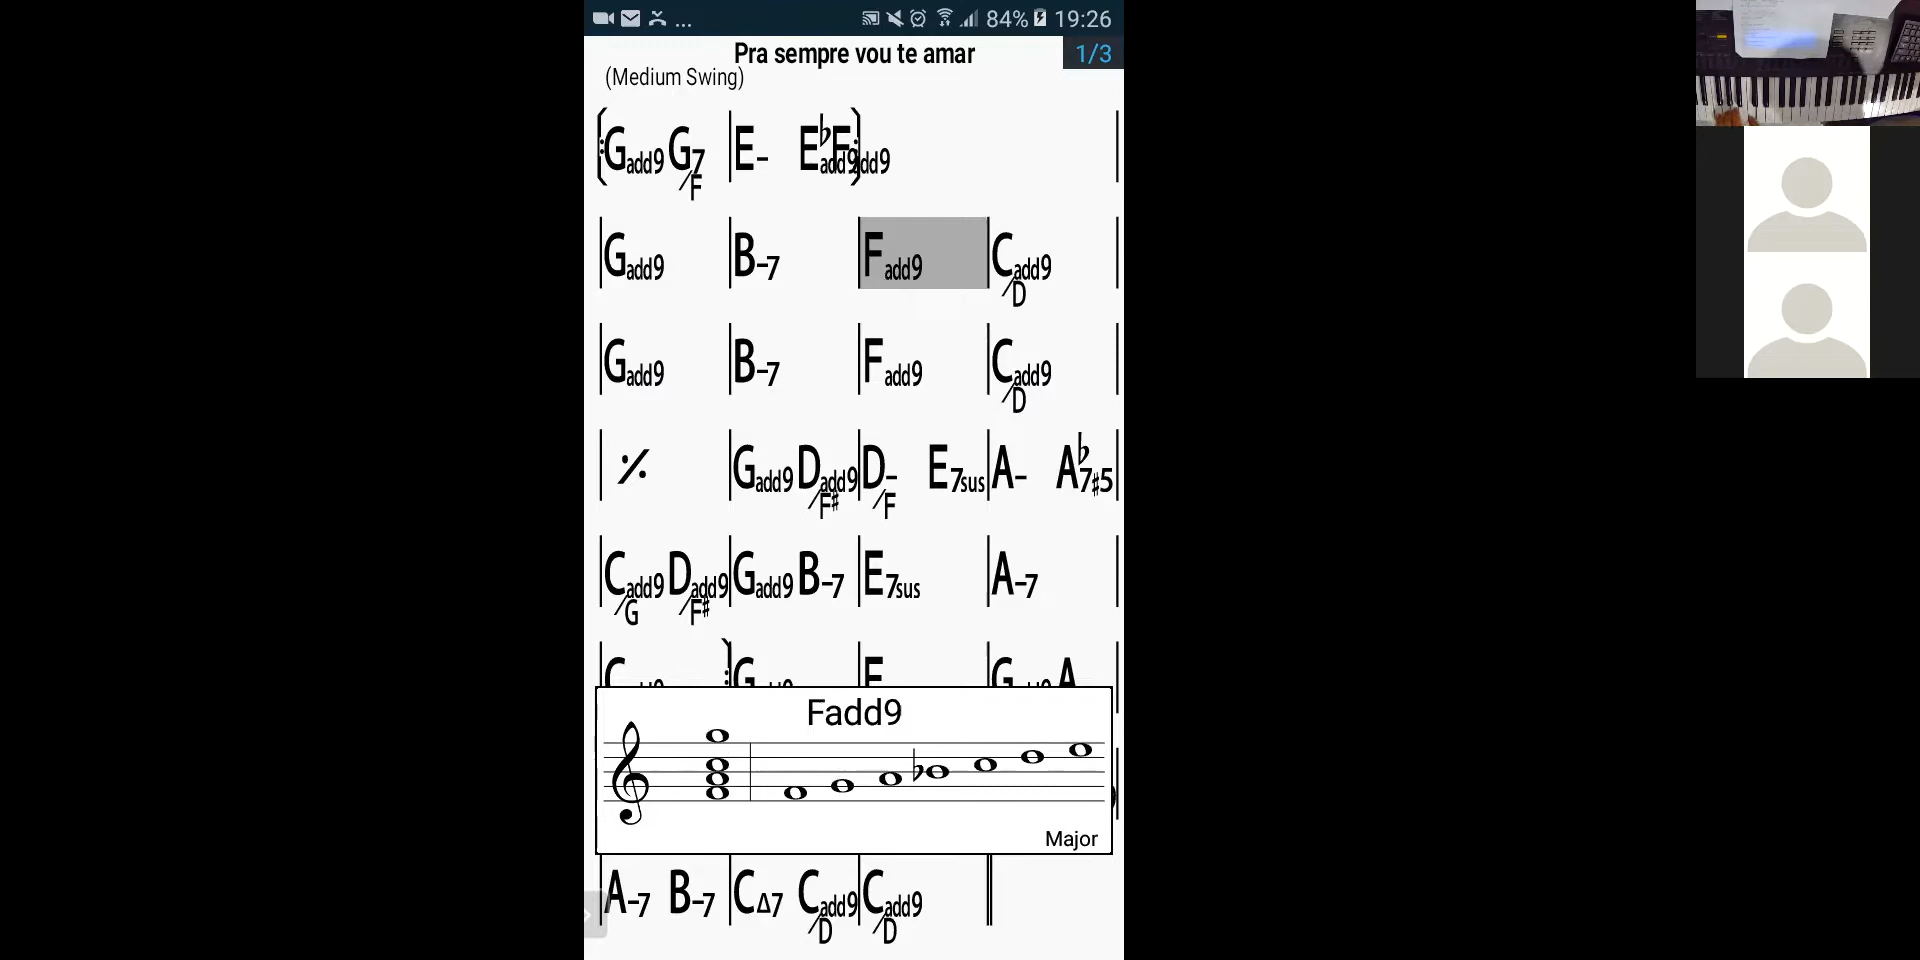 ... 84% 19:26
Pra sempre vou te amar 1/3
(Medium Swing)
Gadd9 G7/F E- E♭add9 Fadd9
Gadd9 B-7 Fadd9 Cadd9/D
Gadd9 B-7 Fadd9 Cadd9/D
Gadd9 Dadd9/F♯ D-/F E7sus A- A♭7♯5
Cadd9/G Dadd9/F♯ Gadd9 B-7 E7sus A-7
Fadd9
Major
A-7 B-7 CΔ7 Cadd9/D Cadd9/D